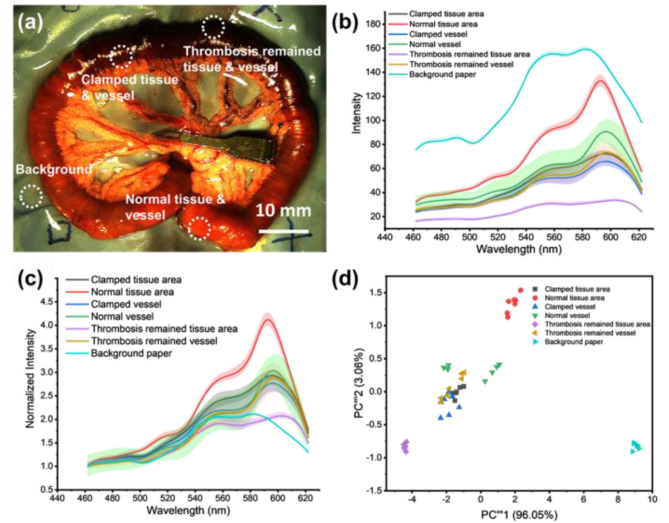 (a)
Thrombosis remained
tissue & vessel
Clamped tissue
& vessel
Background
Normal tissue &
vessel
10 mm
(b)
Clamped tissue area
Normal tissue area
Clamped vessel
Normal vessel
Thrombosis remained tissue area
Thrombosis remained vessel
Background paper
Intensity
180
160
140
120
100
80
60
40
20
440 460 480 500 520 540 560 580 600 620
Wavelength (nm)
(c)
Clamped tissue area
Normal tissue area
Clamped vessel
Normal vessel
Thrombosis remained tissue area
Thrombosis remained vessel
Background paper
Normalized Intensity
5.0
4.5
4.0
3.5
3.0
2.5
2.0
1.5
1.0
0.5
440 460 480 500 520 540 560 580 600 620
Wavelength (nm)
(d)
Clamped tissue area
Normal tissue area
Clamped vessel
Normal vessel
Thrombosis remained tissue area
Thrombosis remained vessel
Background paper
PC'''2 (3.06%)
1.5
1.0
0.5
0.0
-0.5
-1.0
-1.5
-6 -4 -2 0 2 4 6 8 10
PC'''1 (96.05%)